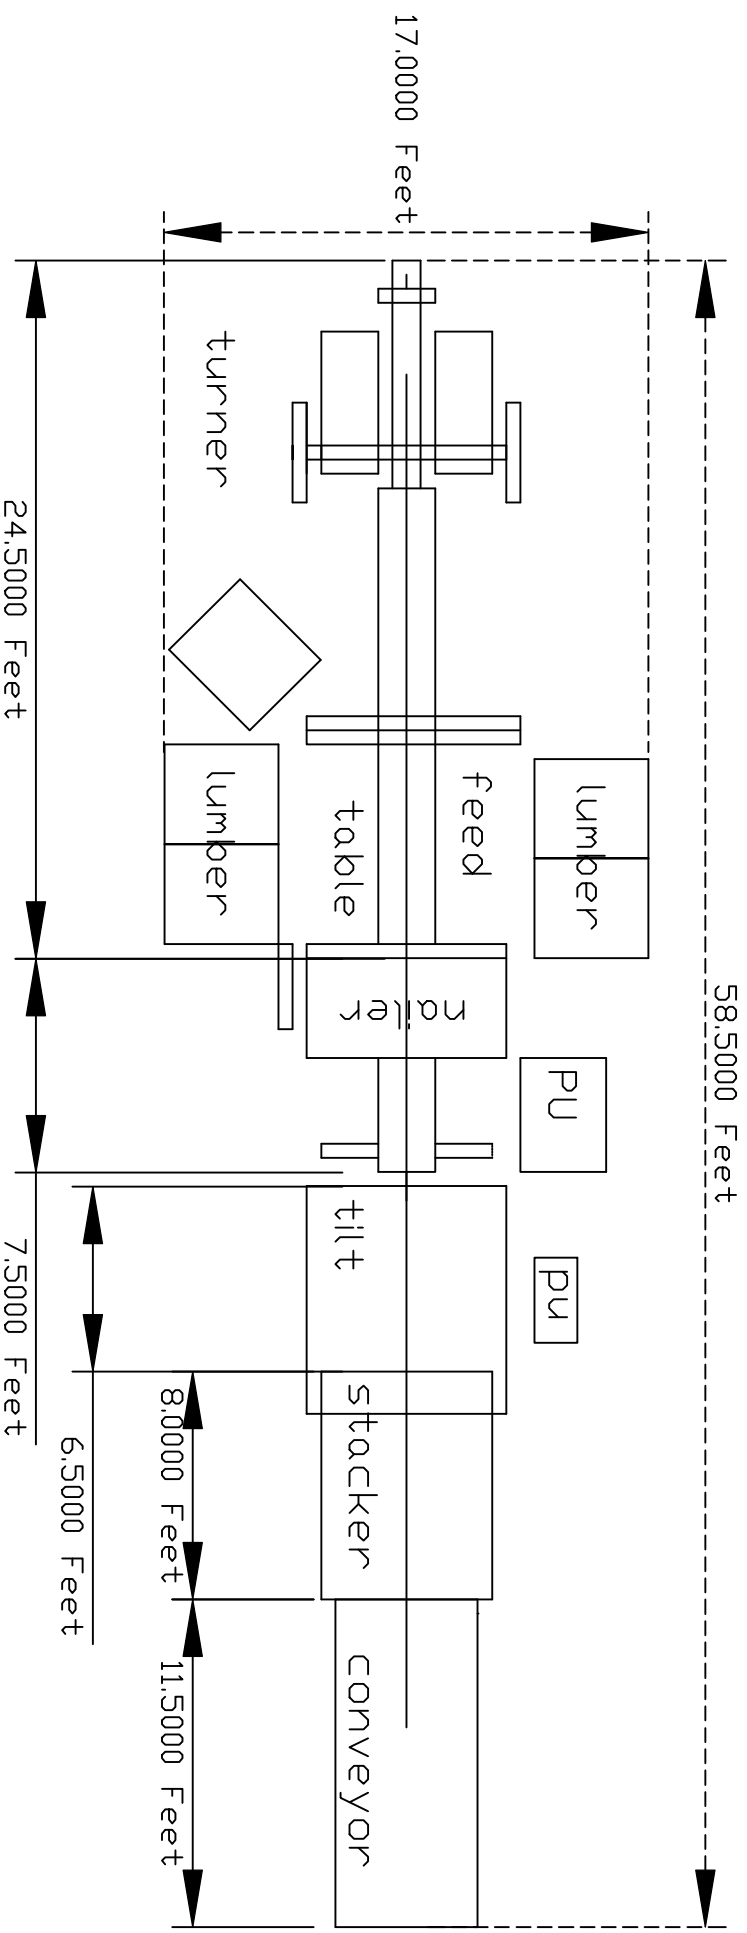 58.5000 Feet
17.0000 Feet
lumber
PU
pu
feed
table
nailer
tilt
stacker
conveyor
turner
lumber
8.0000 Feet
11.5000 Feet
6.5000 Feet
24.5000 Feet
7.5000 Feet